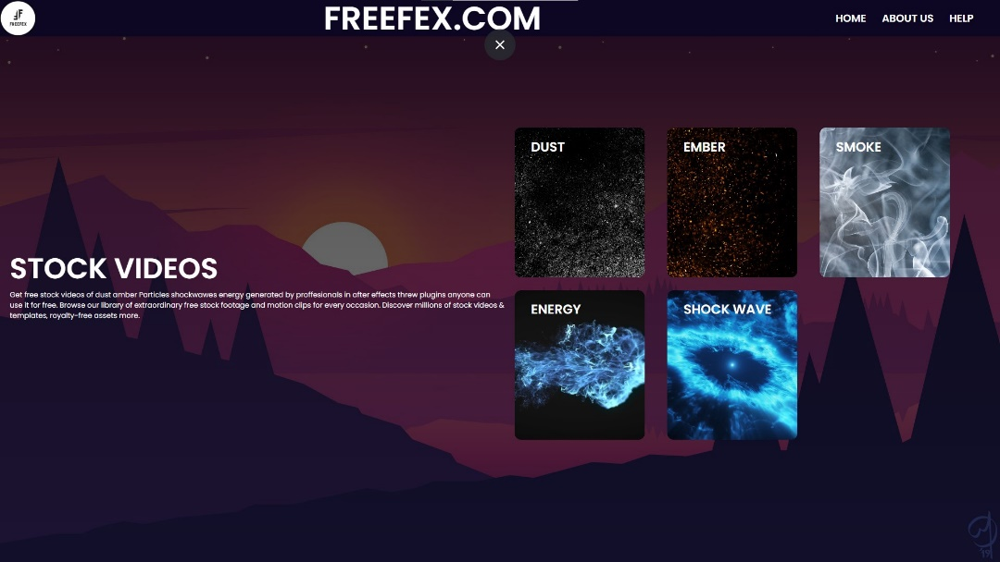 FREEFEX
FREEFEX.COM
HOME
ABOUT US
HELP
STOCK VIDEOS
Get free stock videos of dust amber Particles shockwawes energy generated by proffesionals in after effects threw plugins anyone can
use it for free. Browse our library of extraordinary free stock footage and motion clips for every occasion. Discover millions of stock videos &
templates, royalty-free assets more.
DUST
EMBER
SMOKE
ENERGY
SHOCK WAVE